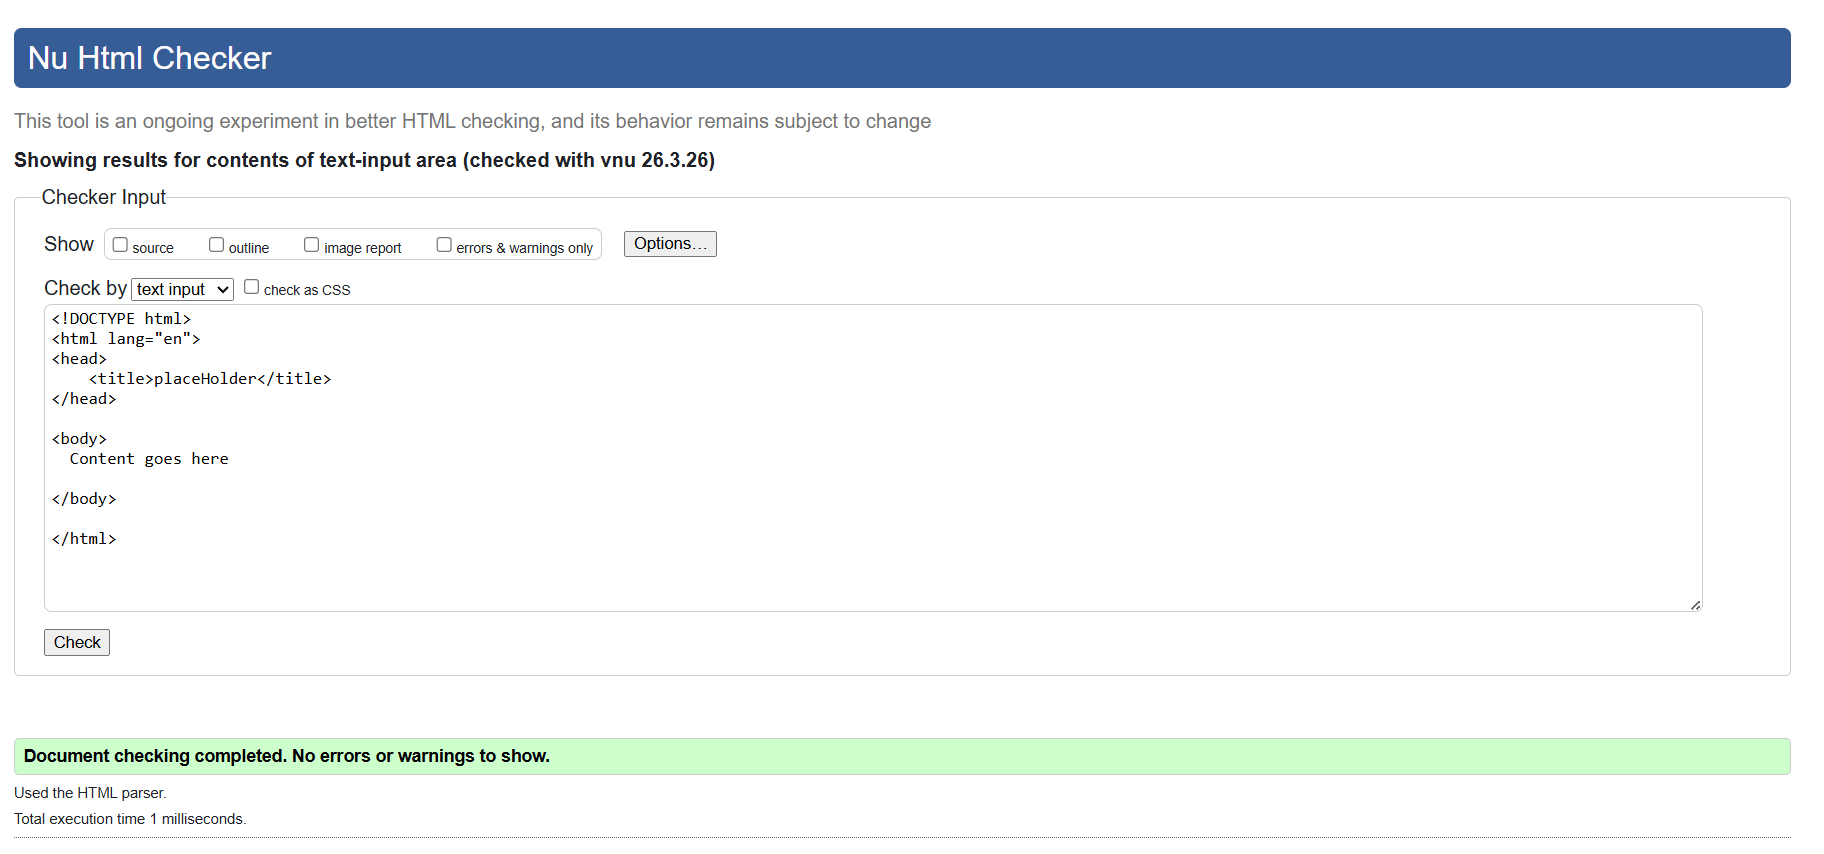 Nu Html Checker
This tool is an ongoing experiment in better HTML checking, and its behavior remains subject to change
Showing results for contents of text-input area (checked with vnu 26.3.26)
Checker Input
Show source outline image report errors & warnings only Options…
Check by text input check as CSS
<!DOCTYPE html>
<html lang="en">
<head>
    <title>placeHolder</title>
</head>
<body>
  Content goes here
</body>
</html>
Check
Document checking completed. No errors or warnings to show.
Used the HTML parser.
Total execution time 1 milliseconds.